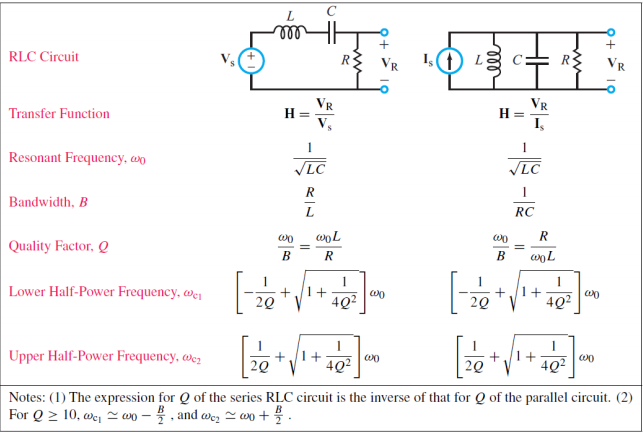 RLC Circuit
L C + − V_s R + V_R −
I_s L C R + V_R −
Transfer Function H = V_R/V_s H = V_R/I_s
Resonant Frequency, ω0 1/√LC 1/√LC
Bandwidth, B R/L 1/RC
Quality Factor, Q ω0/B = ω0L/R ω0/B = R/ω0L
Lower Half-Power Frequency, ωc1 [−1/2Q + √(1 + 1/4Q²)] ω0 [−1/2Q + √(1 + 1/4Q²)] ω0
Upper Half-Power Frequency, ωc2 [1/2Q + √(1 + 1/4Q²)] ω0 [1/2Q + √(1 + 1/4Q²)] ω0
Notes: (1) The expression for Q of the series RLC circuit is the inverse of that for Q of the parallel circuit. (2)
For Q ≥ 10, ωc1 ≃ ω0 − B/2 , and ωc2 ≃ ω0 + B/2 .